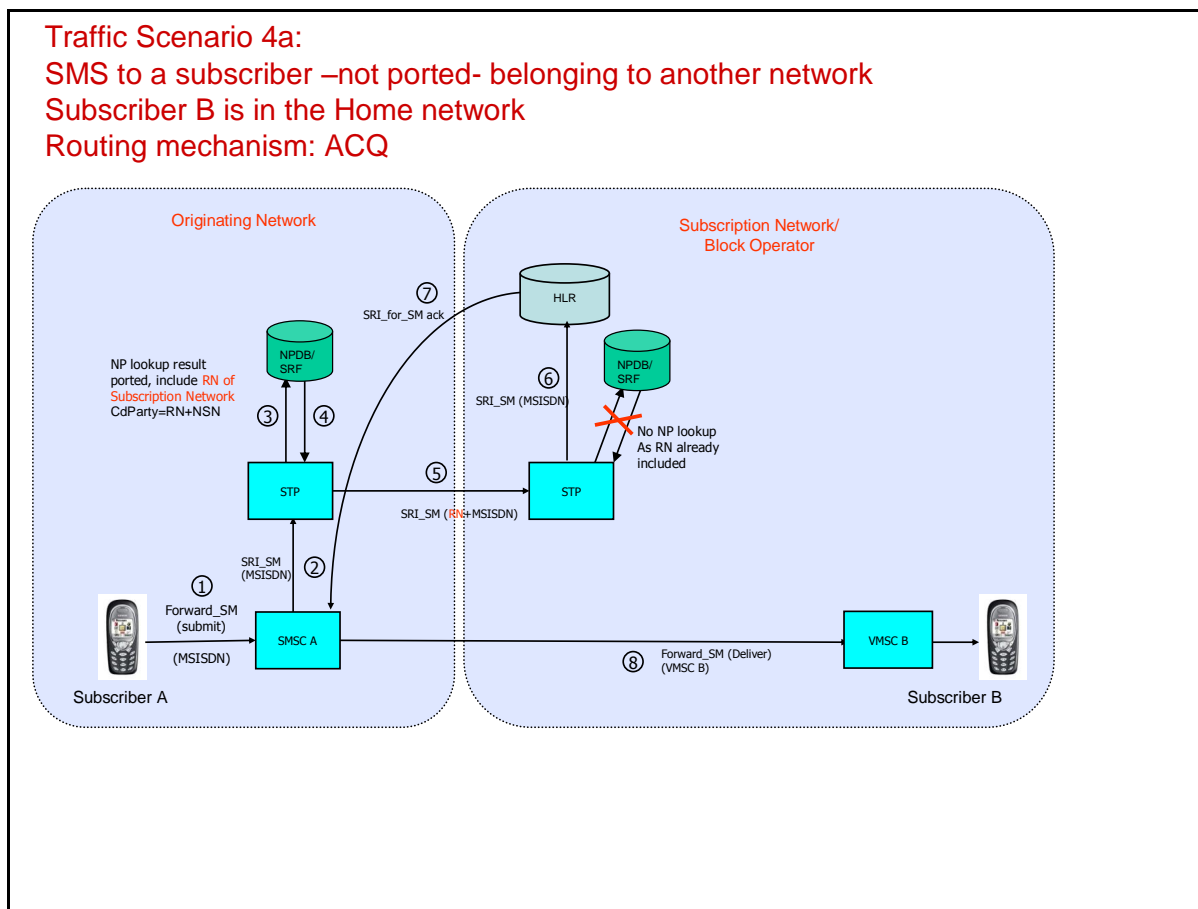 Traffic Scenario 4a:
SMS to a subscriber –not ported- belonging to another network
Subscriber B is in the Home network
Routing mechanism: ACQ
Originating Network
Subscription Network/
Block Operator
7
SRI_for_SM ack
HLR
NP lookup result
ported, include RN of
Subscription Network
CdParty=RN+NSN
NPDB/
SRF
3
4
6
SRI_SM (MSISDN)
NPDB/
SRF
No NP lookup
As RN already
included
STP
5
SRI_SM (RN+MSISDN)
STP
SRI_SM
(MSISDN)
2
1
Forward_SM
(submit)
(MSISDN)
SMSC A
8
Forward_SM (Deliver)
(VMSC B)
VMSC B
Subscriber A
Subscriber B